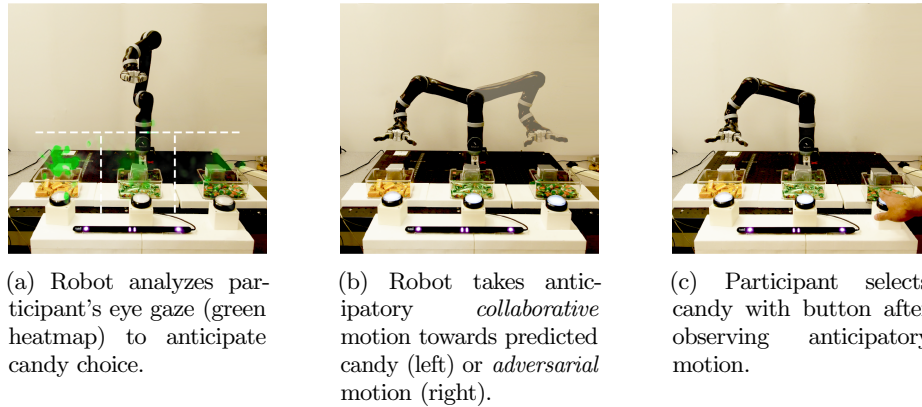 (a) Robot analyzes par-
ticipant's eye gaze (green
heatmap) to anticipate
candy choice.
(b) Robot takes antic-
ipatory collaborative
motion towards predicted
candy (left) or adversarial
motion (right).
(c) Participant selects
candy with button after
observing anticipatory
motion.